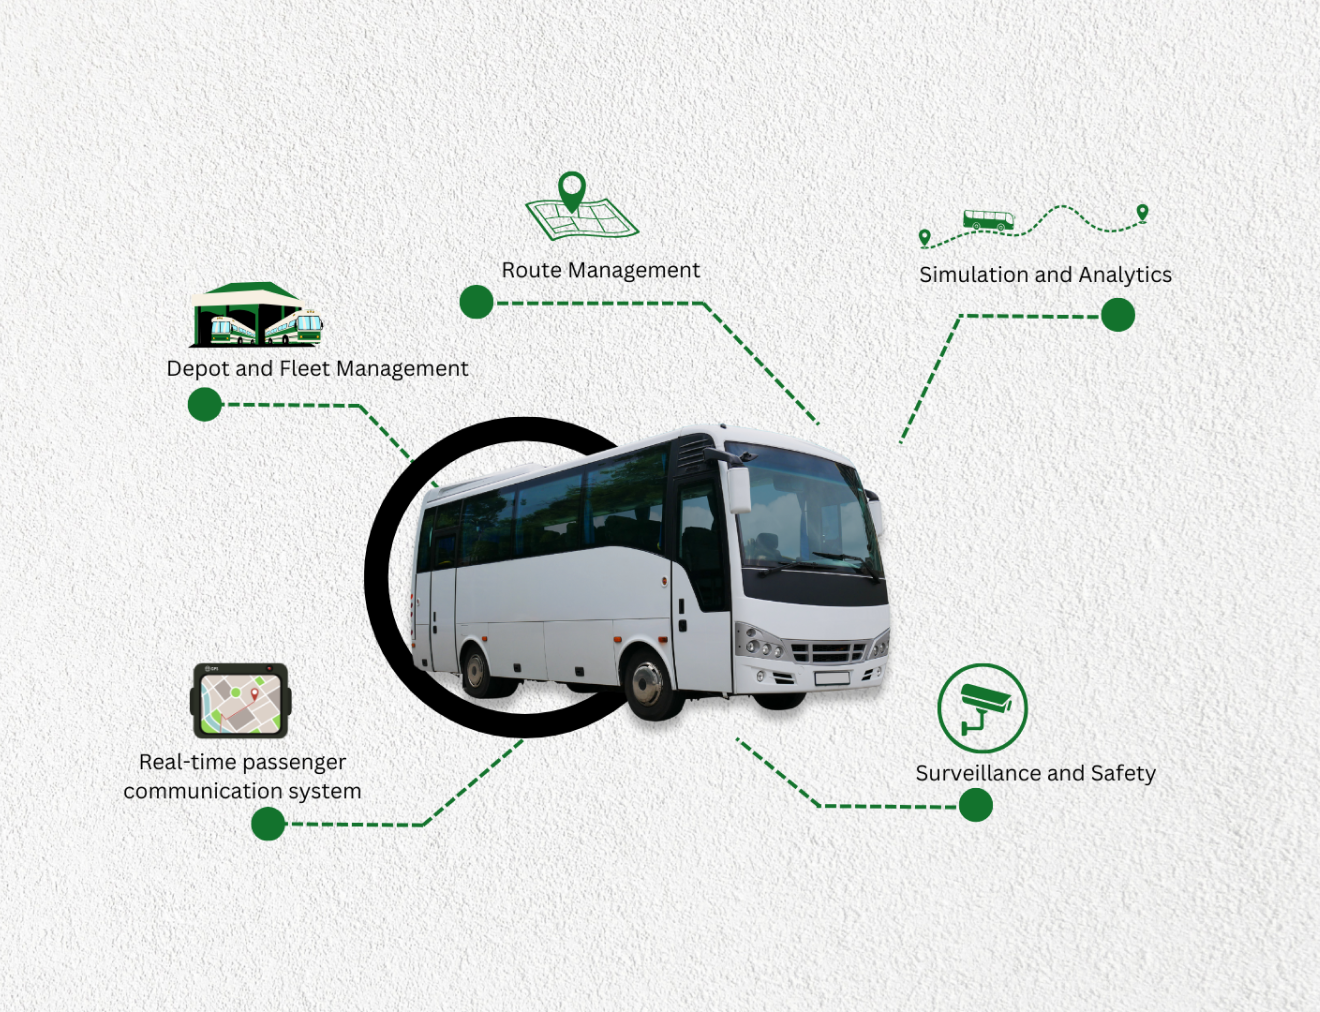 Route Management
Simulation and Analytics
Depot and Fleet Management
Real-time passenger
communication system
Surveillance and Safety